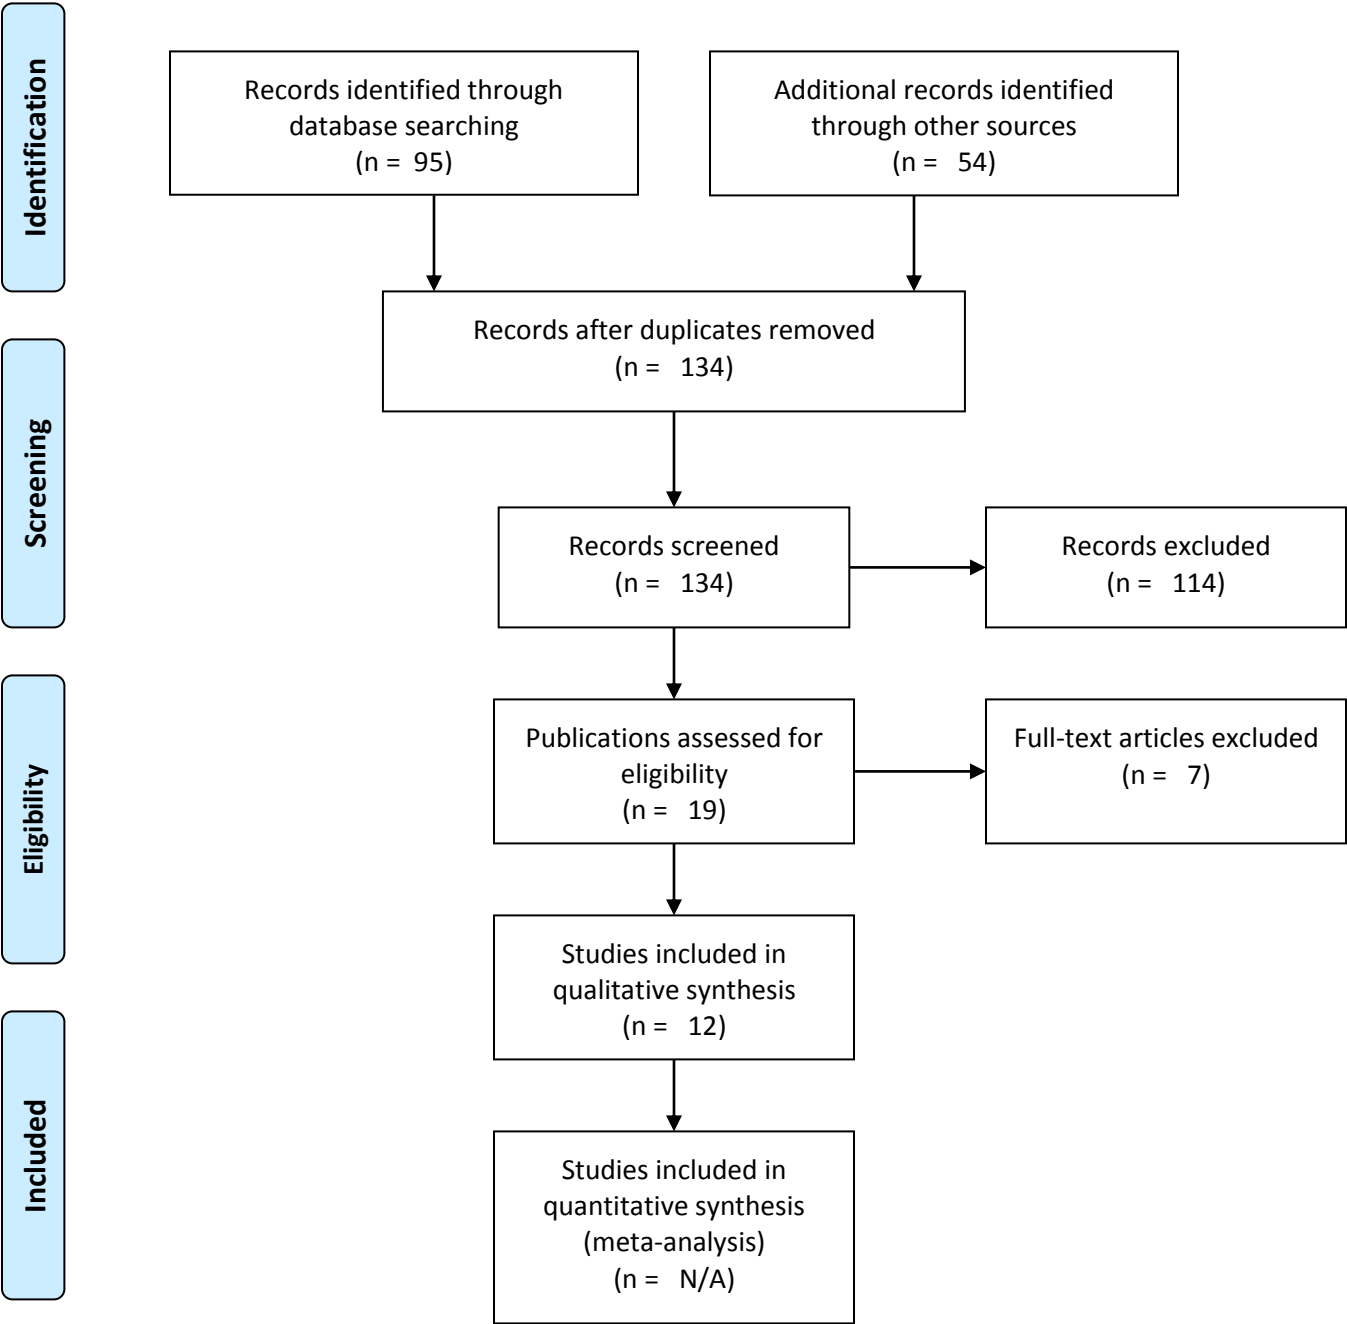 Identification
Records identified through
database searching
(n = 95)
Additional records identified
through other sources
(n = 54)
Records after duplicates removed
(n = 134)
Screening
Records screened
(n = 134)
Records excluded
(n = 114)
Eligibility
Publications assessed for
eligibility
(n = 19)
Full-text articles excluded
(n = 7)
Studies included in
qualitative synthesis
(n = 12)
Included
Studies included in
quantitative synthesis
(meta-analysis)
(n = N/A)